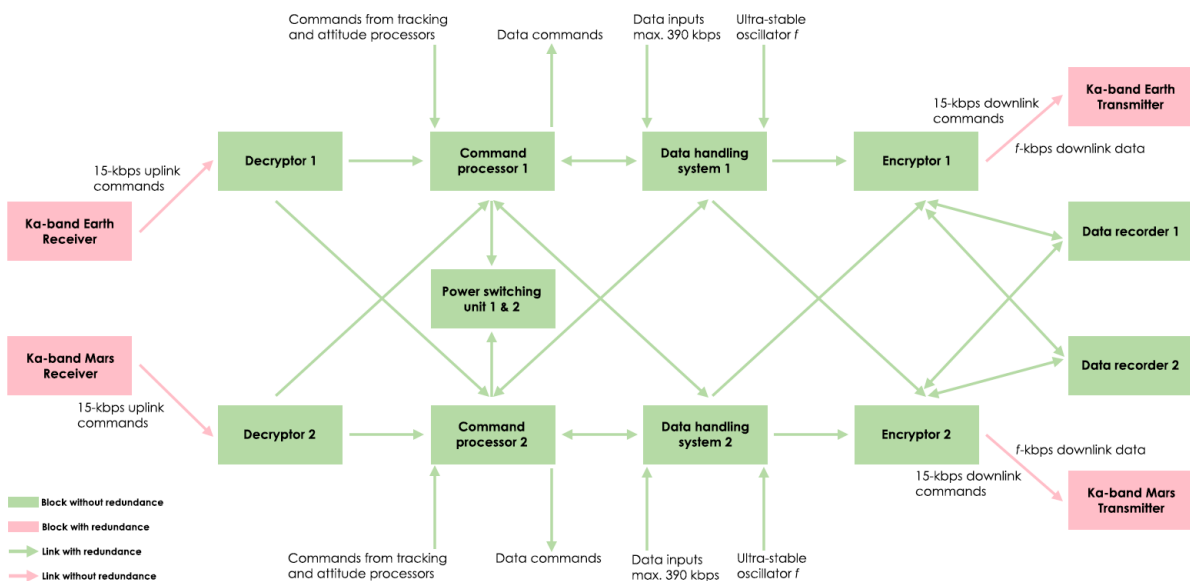 Commands from tracking
and attitude processors
Data commands
Data inputs
max. 390 kbps
Ultra-stable
oscillator f
Ka-band Earth
Transmitter
15-kbps downlink
commands
f-kbps downlink data
Decryptor 1
Command
processor 1
Data handling
system 1
Encryptor 1
15-kbps uplink
commands
Ka-band Earth
Receiver
Data recorder 1
Power switching
unit 1 & 2
Ka-band Mars
Receiver
Data recorder 2
15-kbps uplink
commands
Decryptor 2
Command
processor 2
Data handling
system 2
Encryptor 2
f-kbps downlink data
15-kbps downlink
commands
Ka-band Mars
Transmitter
Block without redundance
Block with redundance
Link with redundance
Link without redundance
Commands from tracking
and attitude processors
Data commands
Data inputs
max. 390 kbps
Ultra-stable
oscillator f